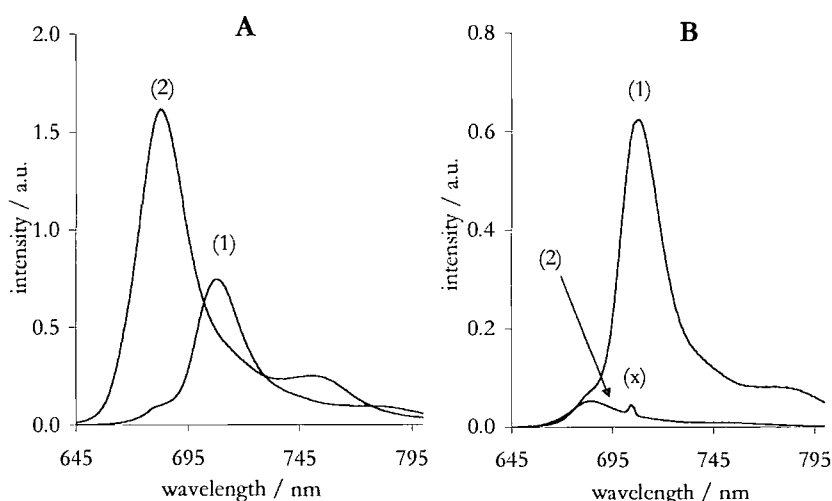 A
2.0
(2)
1.5
1.0
(1)
0.5
0.0
intensity / a.u.
645 695 745 795
wavelength / nm
B
0.8
(1)
0.6
0.4
(2)
0.2
(x)
0.0
intensity / a.u.
645 695 745 795
wavelength / nm